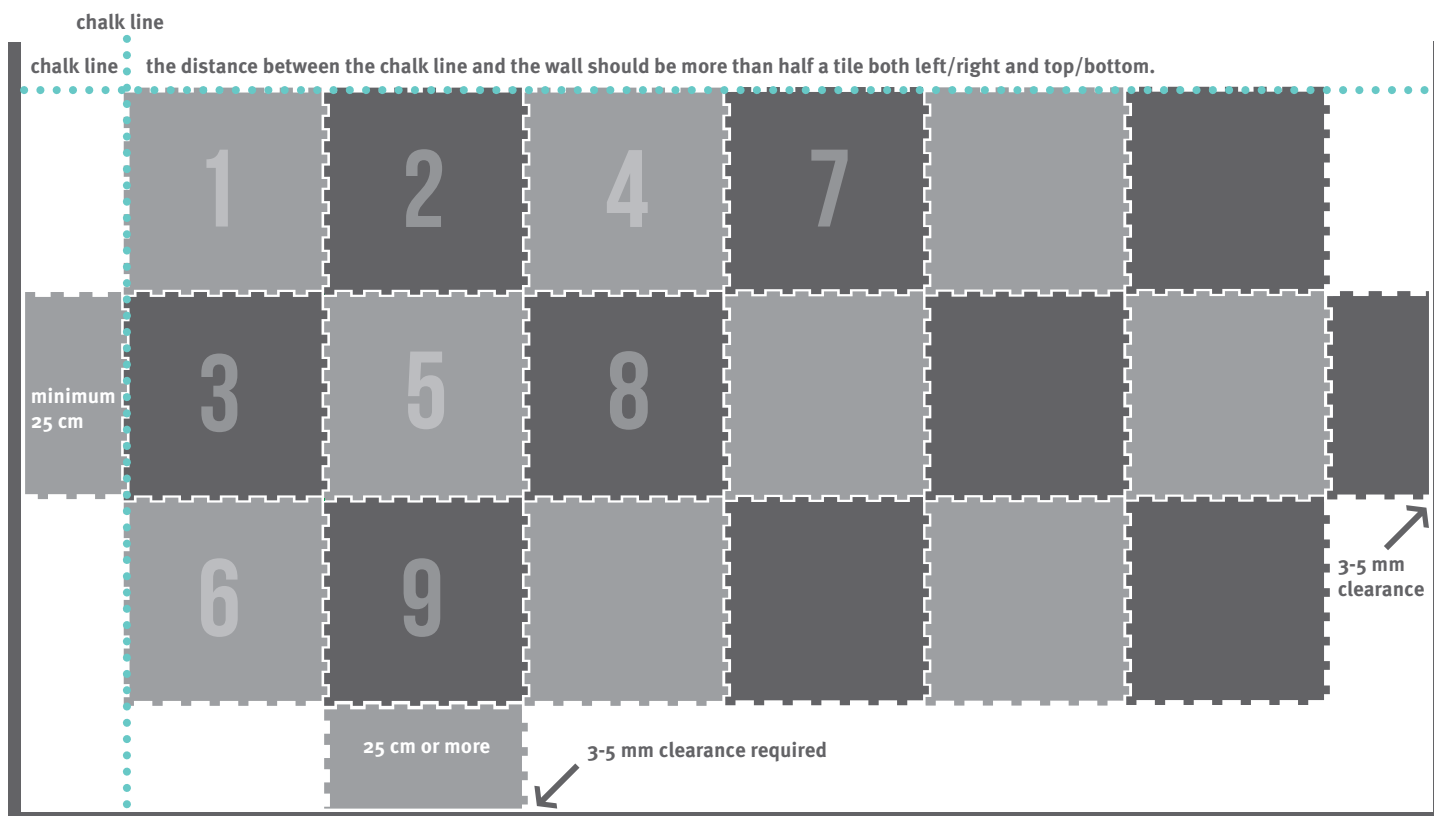 chalk line
chalk line
the distance between the chalk line and the wall should be more than half a tile both left/right and top/bottom.
1
2
4
7
minimum
25 cm
3
5
8
3-5 mm
clearance
6
9
25 cm or more
3-5 mm clearance required